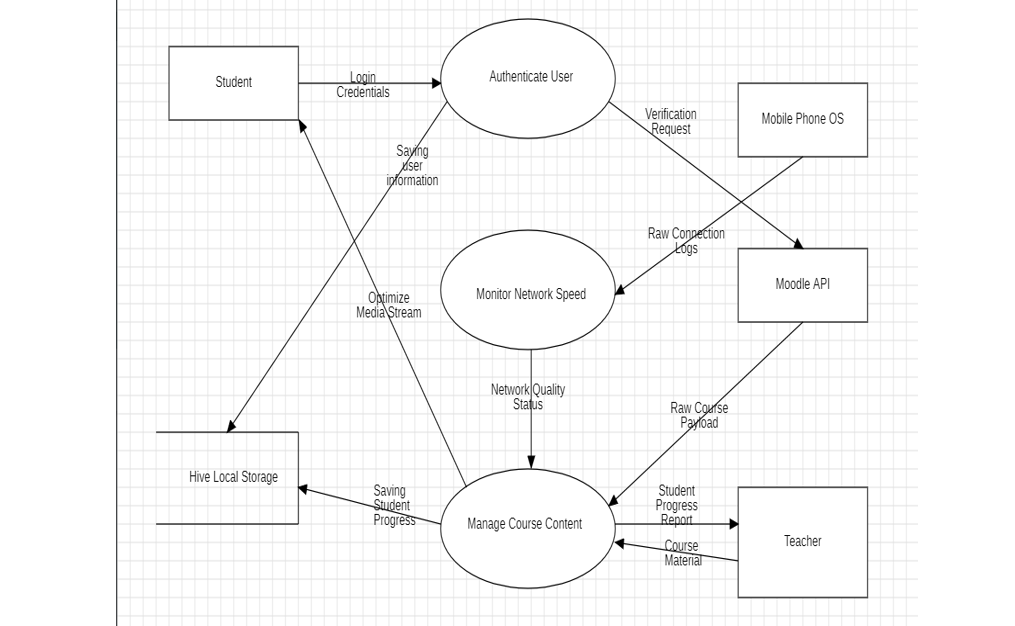 Student
Login
Credentials
Authenticate User
Verification
Request
Mobile Phone OS
Saving
user
information
Raw Connection
Logs
Optimize
Media Stream
Monitor Network Speed
Moodle API
Network Quality
Status
Raw Course
Payload
Hive Local Storage
Saving
Student
Progress
Manage Course Content
Student
Progress
Report
Course
Material
Teacher